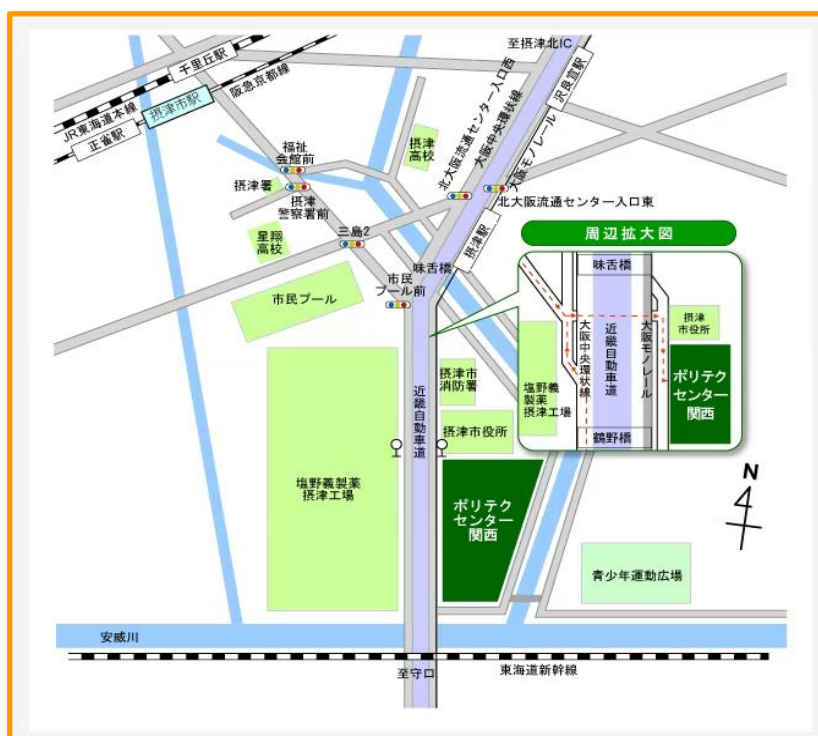 至摂津北IC
千里丘駅
阪急京都線
摂津市駅
JR東海道本線
正雀駅
沢良宜駅
北大阪流通センター入口西
大阪中央環状線
大阪モノレール
摂津
高校
福祉
会館前
摂津署
摂津
警察署前
北大阪流通センター入口東
星翔
高校
三島2
摂津駅
周辺拡大図
味舌橋
市民
プール前
市民プール
味舌橋
大阪中央環状線
近畿自動車道
大阪モノレール
摂津
市役所
塩野義
製薬
摂津工場
ポリテク
センター
関西
鶴野橋
摂津市
消防署
近畿自動車道
摂津市役所
塩野義製薬
摂津工場
ポリテク
センター
関西
N
青少年運動広場
安威川
至守口
東海道新幹線